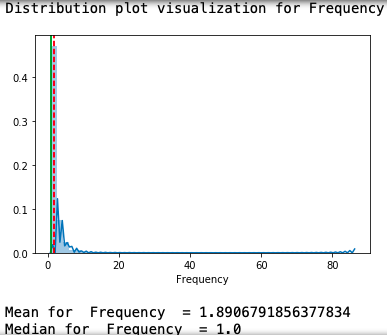 Distribution plot visualization for Frequency
0.4
0.3
0.2
0.1
0.0
0 20 40 60 80
Frequency
Mean for  Frequency  = 1.8906791856377834
Median for  Frequency  = 1.0